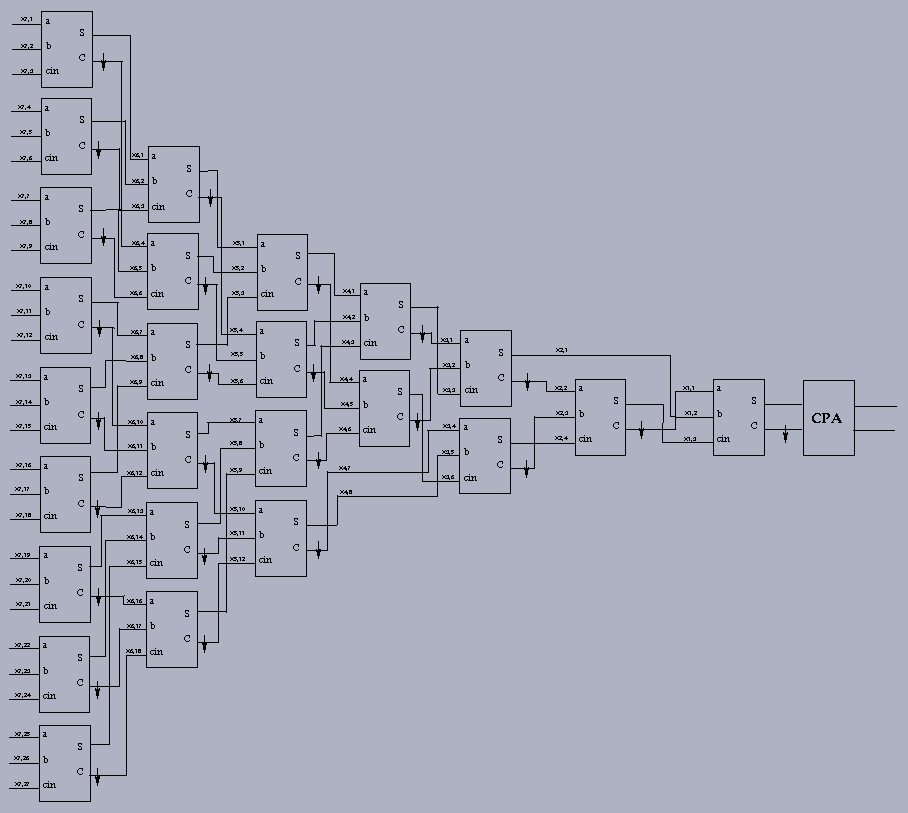 x7,1 a S
x7,2 b C
x7,3 cin
x7,4 a S
x7,5 b C
x7,6 cin
x7,7 a S
x7,8 b C
x7,9 cin
x7,10 a S
x7,11 b C
x7,12 cin
x7,13 a S
x7,14 b C
x7,15 cin
x7,16 a S
x7,17 b C
x7,18 cin
x7,19 a S
x7,20 b C
x7,21 cin
x7,22 a S
x7,23 b C
x7,24 cin
x7,25 a S
x7,26 b C
x7,27 cin
x6,1 a S
x6,2 b C
x6,3 cin
x6,4 a S
x6,5 b C
x6,6 cin
x6,7 a S
x6,8 b C
x6,9 cin
x6,10 a S
x6,11 b C
x6,12 cin
x6,13 a S
x6,14 b C
x6,15 cin
x6,16 a S
x6,17 b C
x6,18 cin
x5,1 a S
x5,2 b C
x5,3 cin
x5,4 a S
x5,5 b C
x5,6 cin
x5,7 a S
x5,8 b C
x5,9 cin
x5,10 a S
x5,11 b C
x5,12 cin
x4,1 a S
x4,2 b C
x4,3 cin
x4,4 a S
x4,5 b C
x4,6 cin
x4,7
x4,8
x3,1 a S
x3,2 b C
x3,3 cin
x3,4 a S
x3,5 b C
x3,6 cin
x2,1
x2,2 a S
x2,3 b C
x2,4 cin
x1,1 a S
x1,2 b C
x1,3 cin
CPA